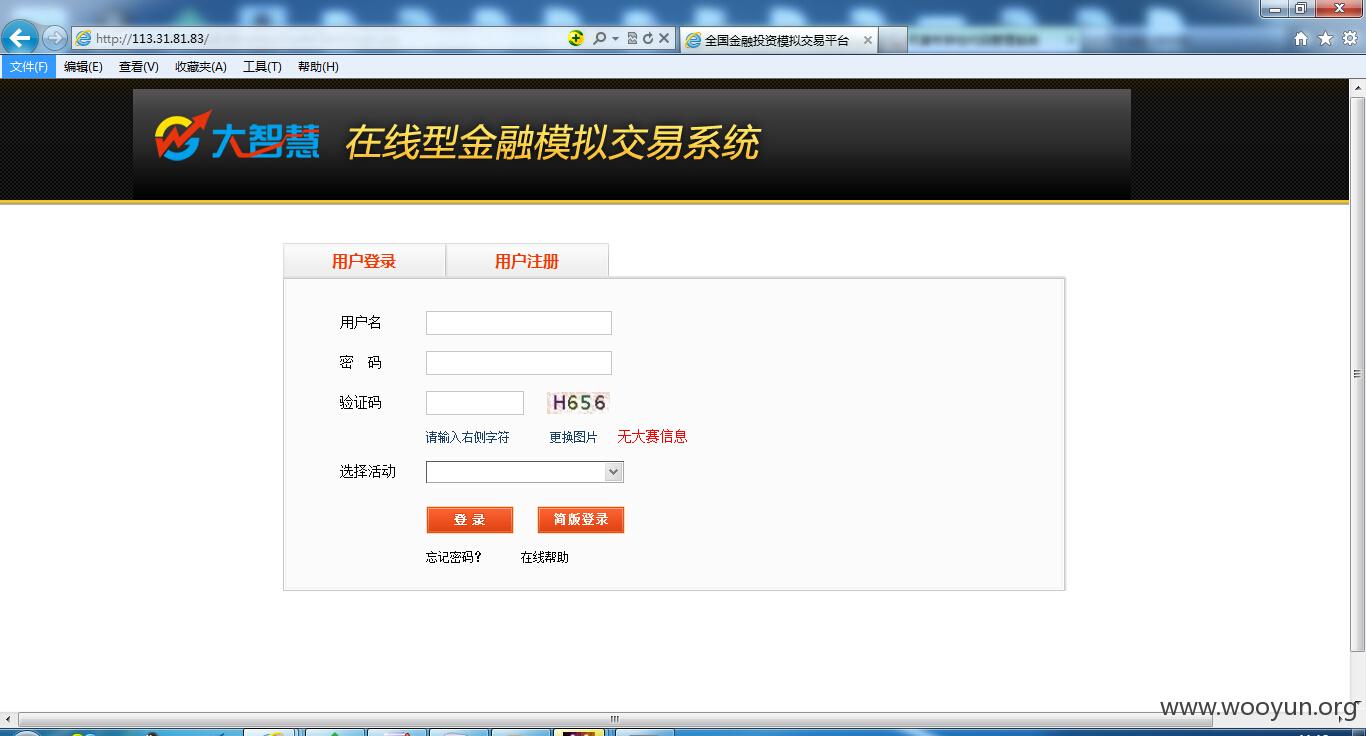 http://113.31.81.83/
全国金融投资模拟交易平台
文件(F) 编辑(E) 查看(V) 收藏夹(A) 工具(T) 帮助(H)
大智慧 在线型金融模拟交易系统
用户登录 用户注册
用户名
密 码
验证码 H656
请输入右侧字符 更换图片 无大赛信息
选择活动
登 录 简版登录
忘记密码? 在线帮助
www.wooyun.org